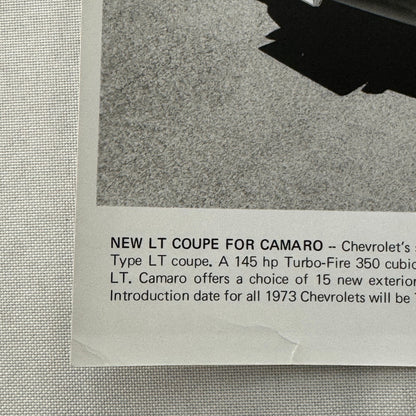 NEW LT COUPE FOR CAMARO -- Chevrolet's
Type LT coupe. A 145 hp Turbo-Fire 350 cubic
LT. Camaro offers a choice of 15 new exterior
Introduction date for all 1973 Chevrolets will be